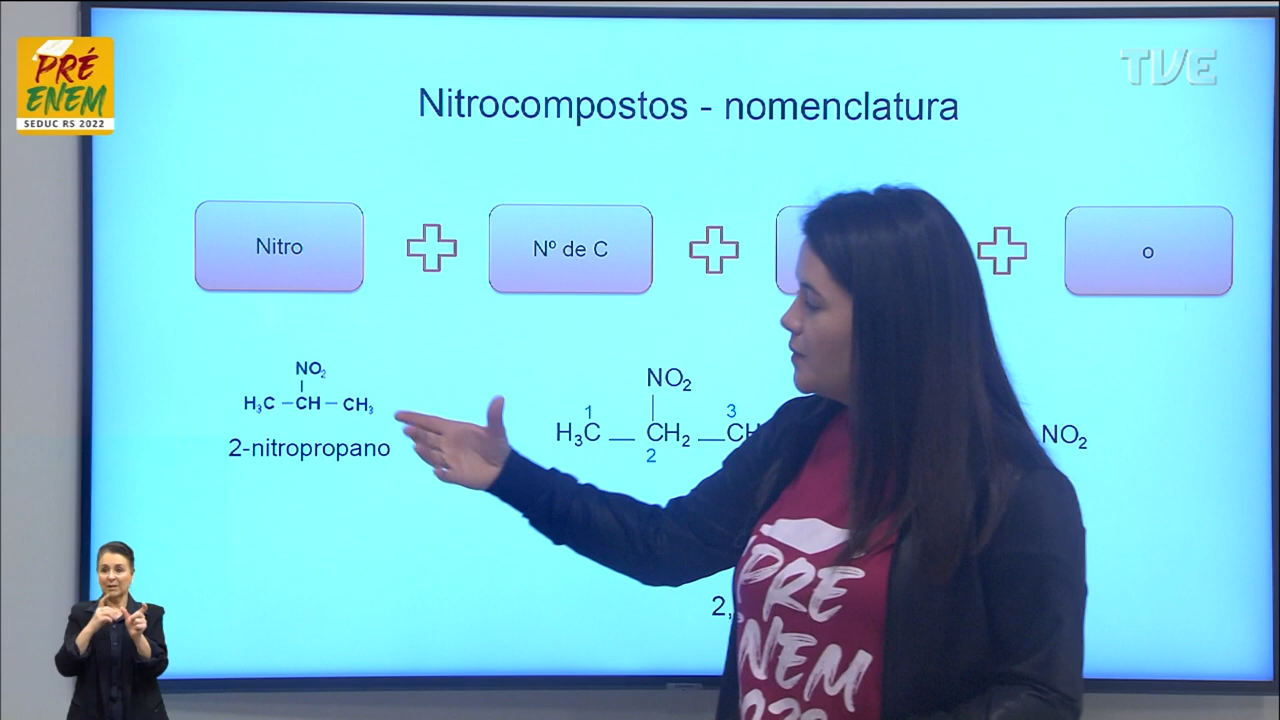 PRÉ
ENEM
SEDUC RS 2022
TVE
Nitrocompostos - nomenclatura
Nitro
Nº de C
o
NO₂
H₃C – CH – CH₃
2-nitropropano
NO₂
1
3
H₃C — CH₂ — CH
NO₂
2
2,
PRE
ENEM